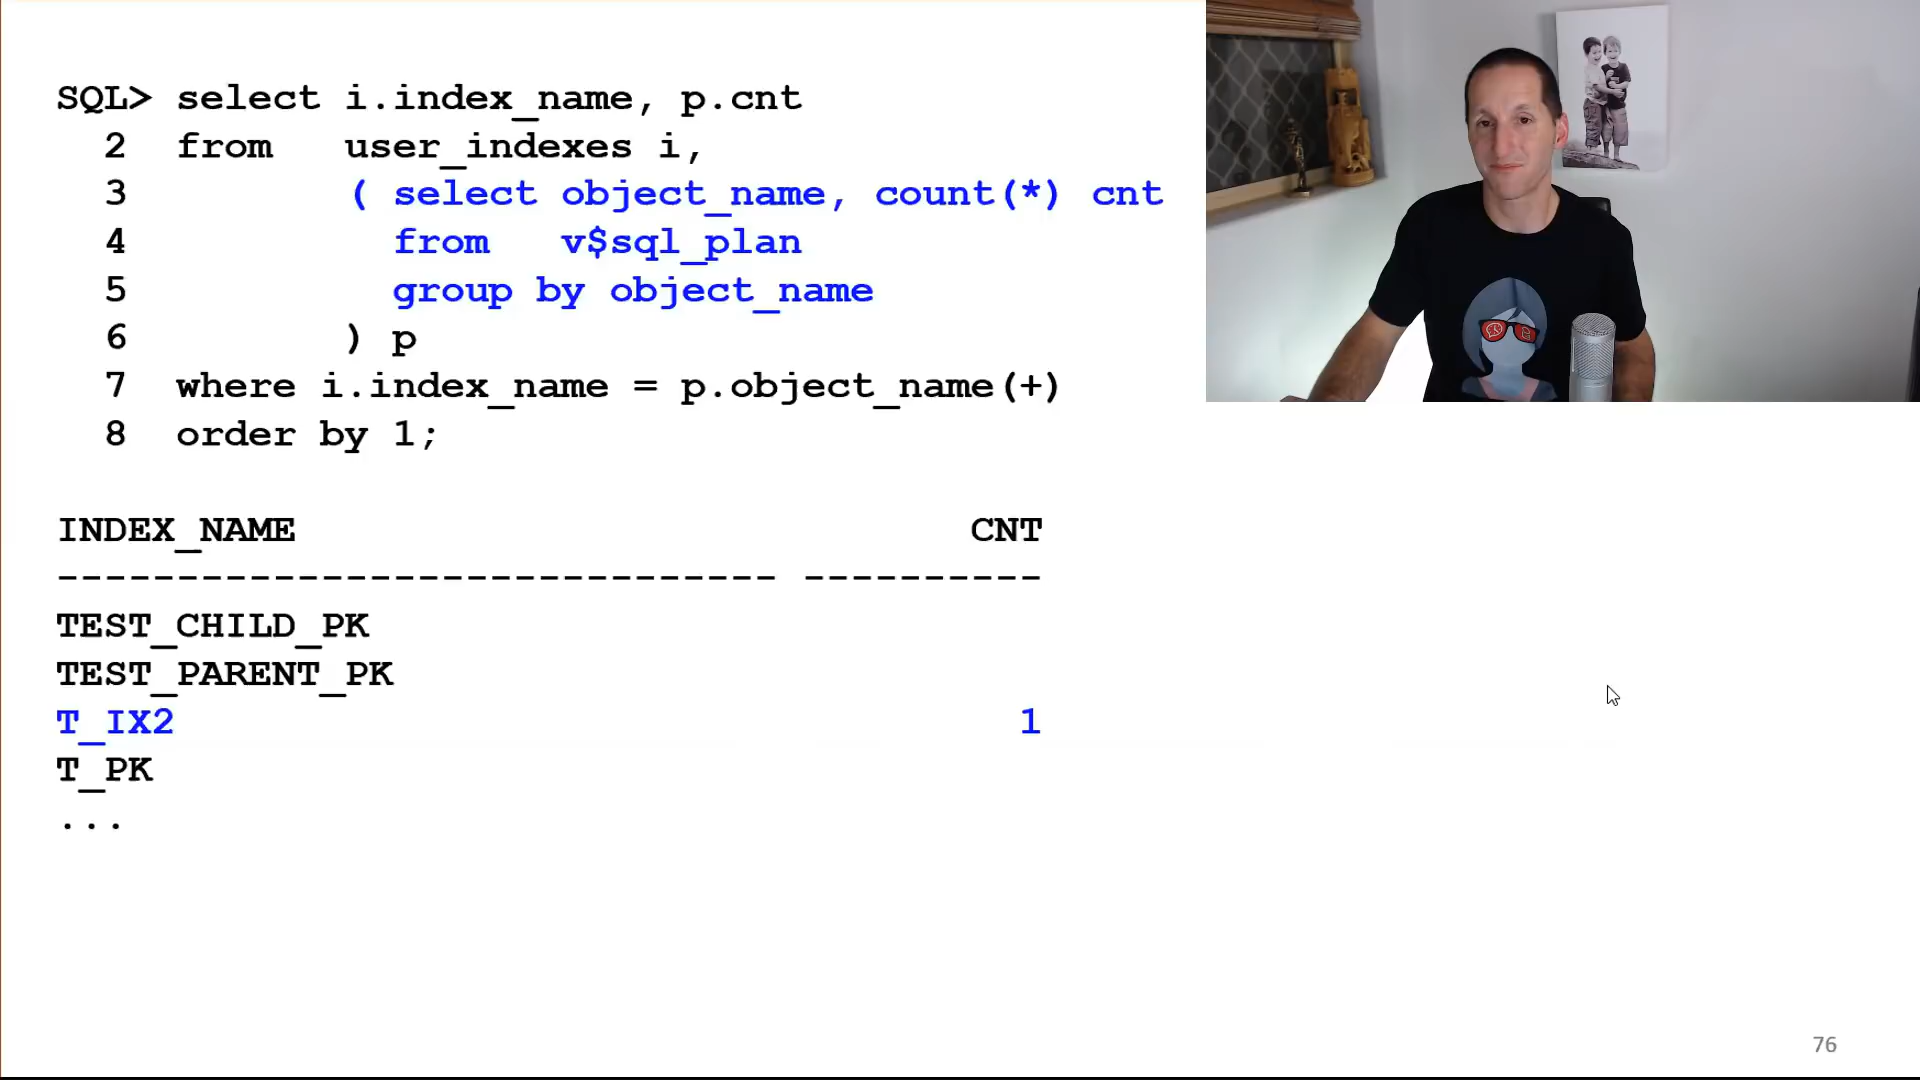 SQL> select i.index_name, p.cnt
2 from user_indexes i,
3 ( select object_name, count(*) cnt
4 from v$sql_plan
5 group by object_name
6 ) p
7 where i.index_name = p.object_name(+)
8 order by 1;
INDEX_NAME CNT
------------------------------ ----------
TEST_CHILD_PK
TEST_PARENT_PK
T_IX2 1
T_PK
...
76